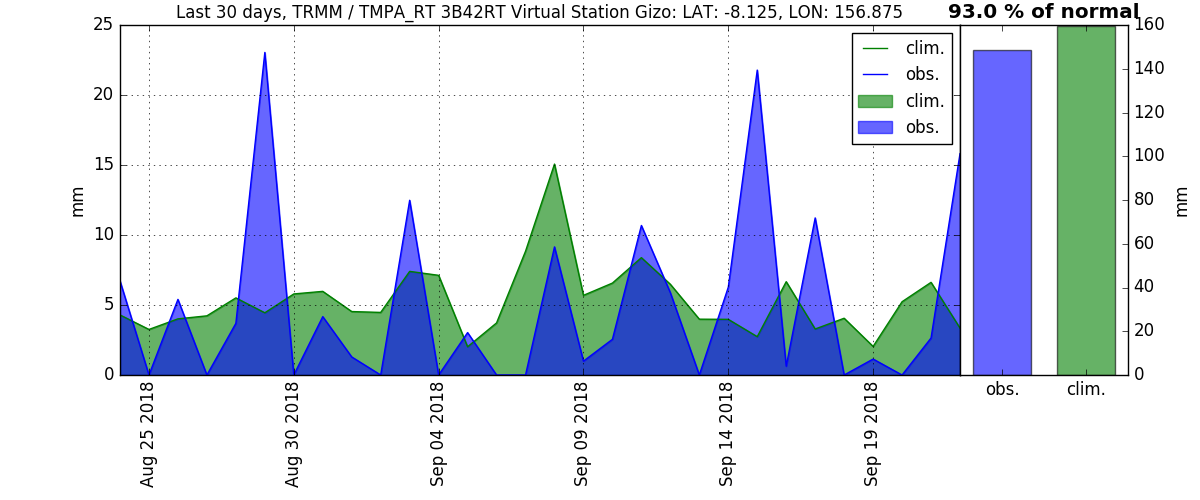 Last 30 days, TRMM / TMPA_RT 3B42RT Virtual Station Gizo: LAT: -8.125, LON: 156.875
93.0 % of normal
25
20
15
10
5
0
mm
clim.
obs.
clim.
obs.
160
140
120
100
80
60
40
20
0
mm
obs.
clim.
Aug 25 2018
Aug 30 2018
Sep 04 2018
Sep 09 2018
Sep 14 2018
Sep 19 2018